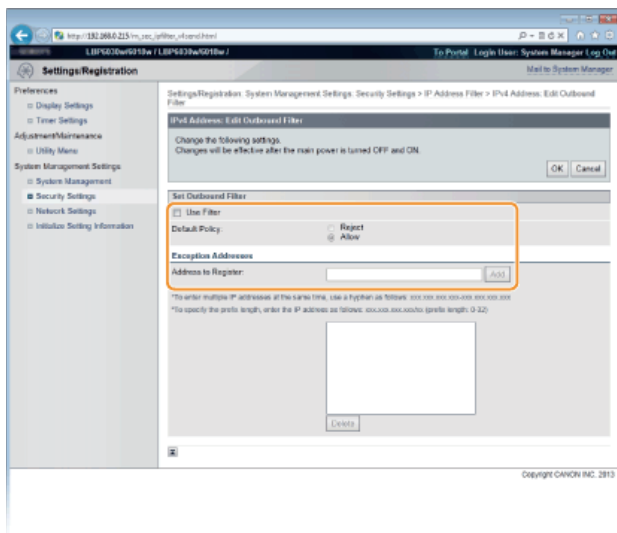 LBP6030w/6018w / LBP6030w/6018w /
To Portal Login User: System Manager Log Out
Settings/Registration
Mail to System Manager
Preferences
Display Settings
Timer Settings
Adjustment/Maintenance
Utility Menu
System Management Settings
System Management
Security Settings
Network Settings
Initialize Setting Information
Settings/Registration: System Management Settings: Security Settings > IP Address Filter > IPv4 Address: Edit Outbound
Filter
IPv4 Address: Edit Outbound Filter
Change the following settings.
Changes will be effective after the main power is turned OFF and ON.
OK Cancel
Set Outbound Filter
Use Filter
Default Policy:
Reject
Allow
Exception Addresses
Address to Register:
Add
*To enter multiple IP addresses at the same time, use a hyphen as follows: xxx.xxx.xxx.xxx-xxx.xxx.xxx.xxx
*To specify the prefix length, enter the IP address as follows: xxx.xxx.xxx.xxx/xx (prefix length: 0-32)
Delete
Copyright CANON INC. 2013